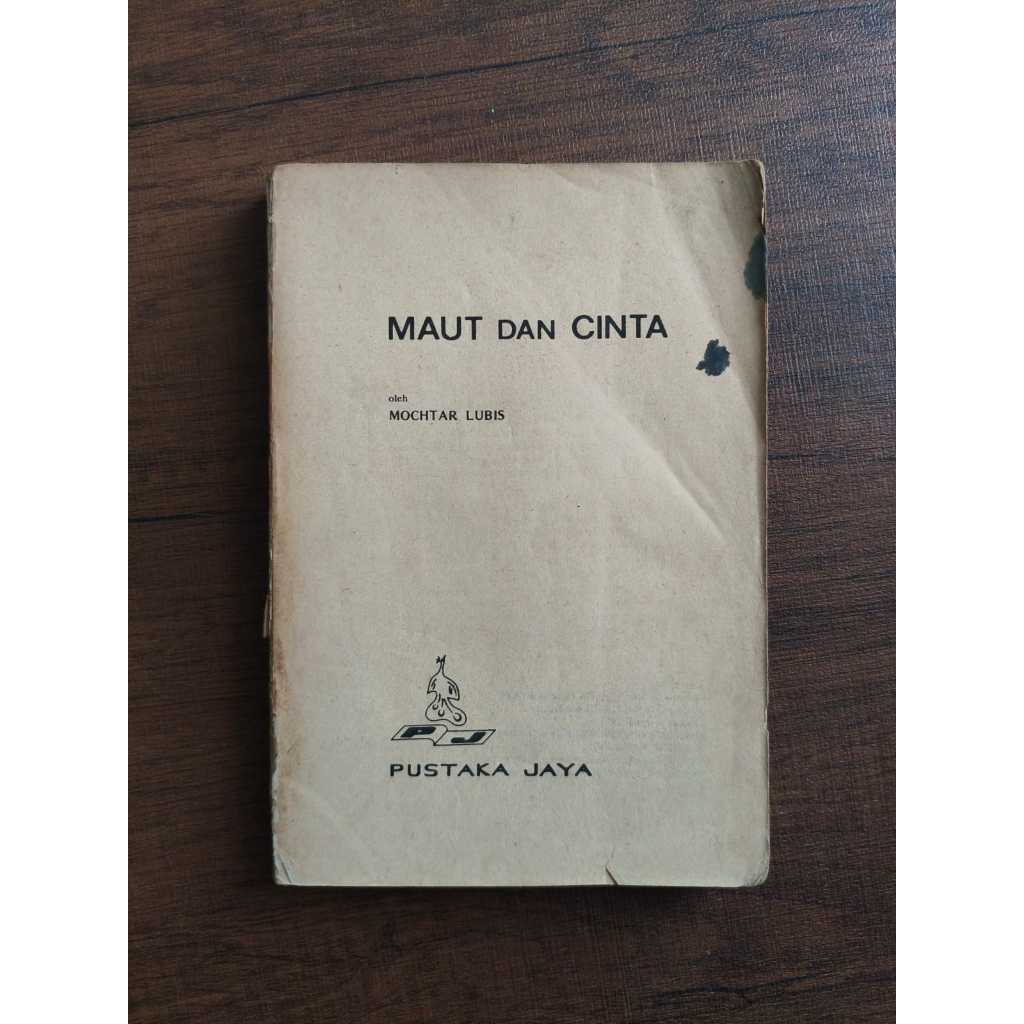 MAUT DAN CINTA
oleh
MOCHTAR LUBIS
PJ
PUSTAKA JAYA